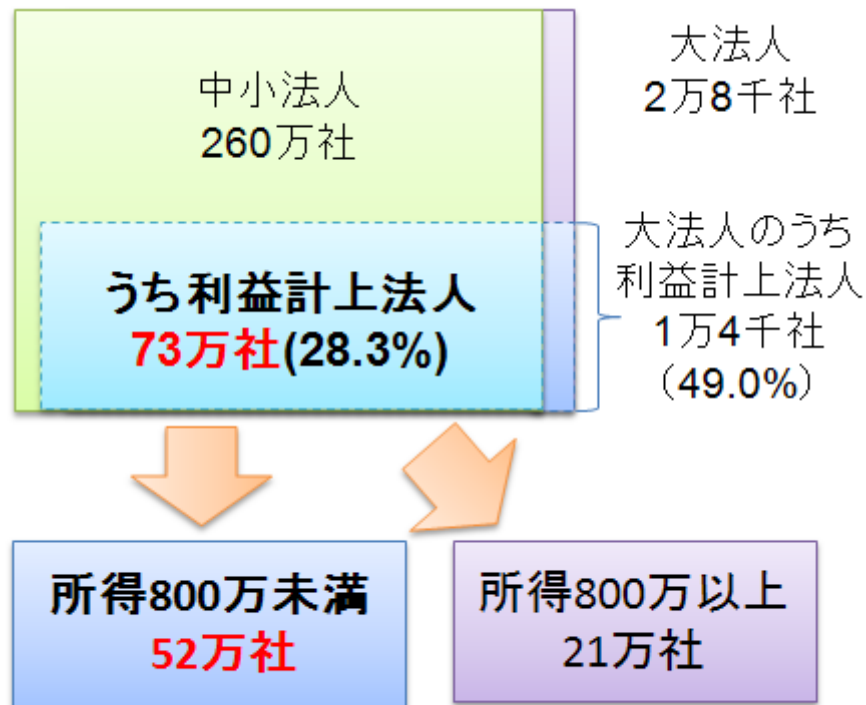 中小法人
260万社
大法人
2万8千社
うち利益計上法人
73万社(28.3%)
大法人のうち
利益計上法人
1万4千社
（49.0%）
所得800万未満
52万社
所得800万以上
21万社